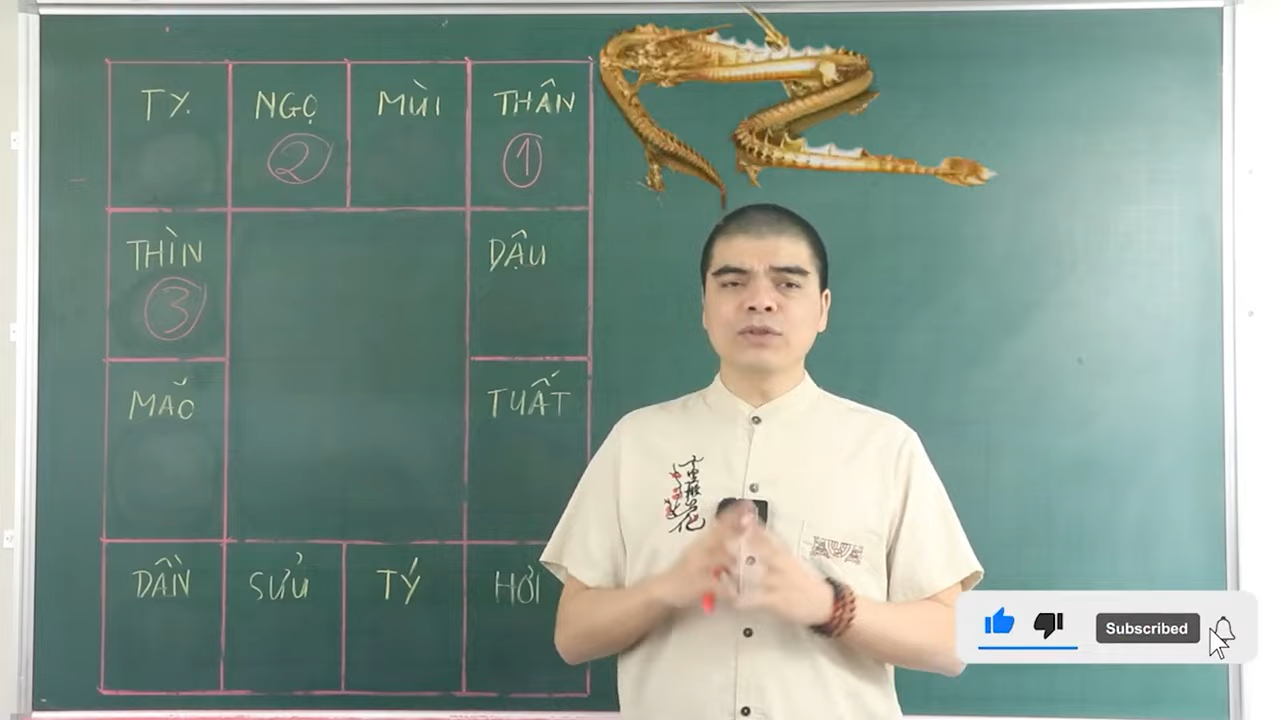 TỴ. NGỌ MÙI THÂN
2 1
THÌN DẬU
3
MÃO TUẤT
DẦN SỬU TÝ HỢI
Subscribed